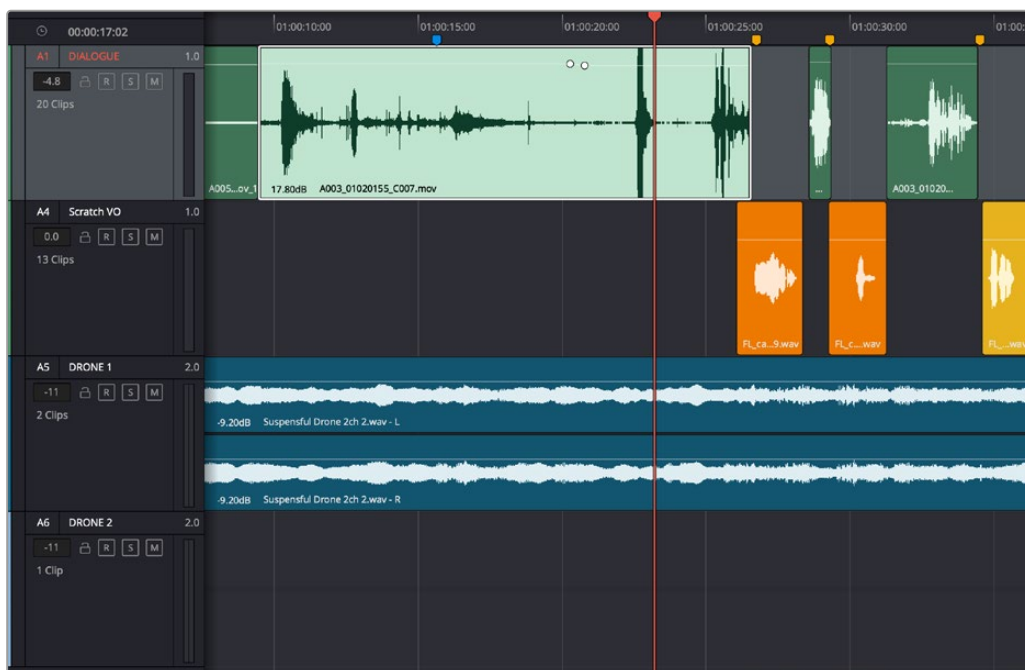 00:00:17:02
01:00:10:00 01:00:15:00 01:00:20:00 01:00:25:00 01:00:30:00 01:00:
A1 DIALOGUE 1.0
-4.8 R S M
20 Clips
A005...ov_1 17.80dB A003_01020155_C007.mov ... A003_01020...
A4 Scratch VO 1.0
0.0 R S M
13 Clips
FL_ca...9.wav FL_c....wav FL_...wav
A5 DRONE 1 2.0
-11 R S M
2 Clips
-9.20dB Suspensful Drone 2ch 2.wav - L
-9.20dB Suspensful Drone 2ch 2.wav - R
A6 DRONE 2 2.0
-11 R S M
1 Clip